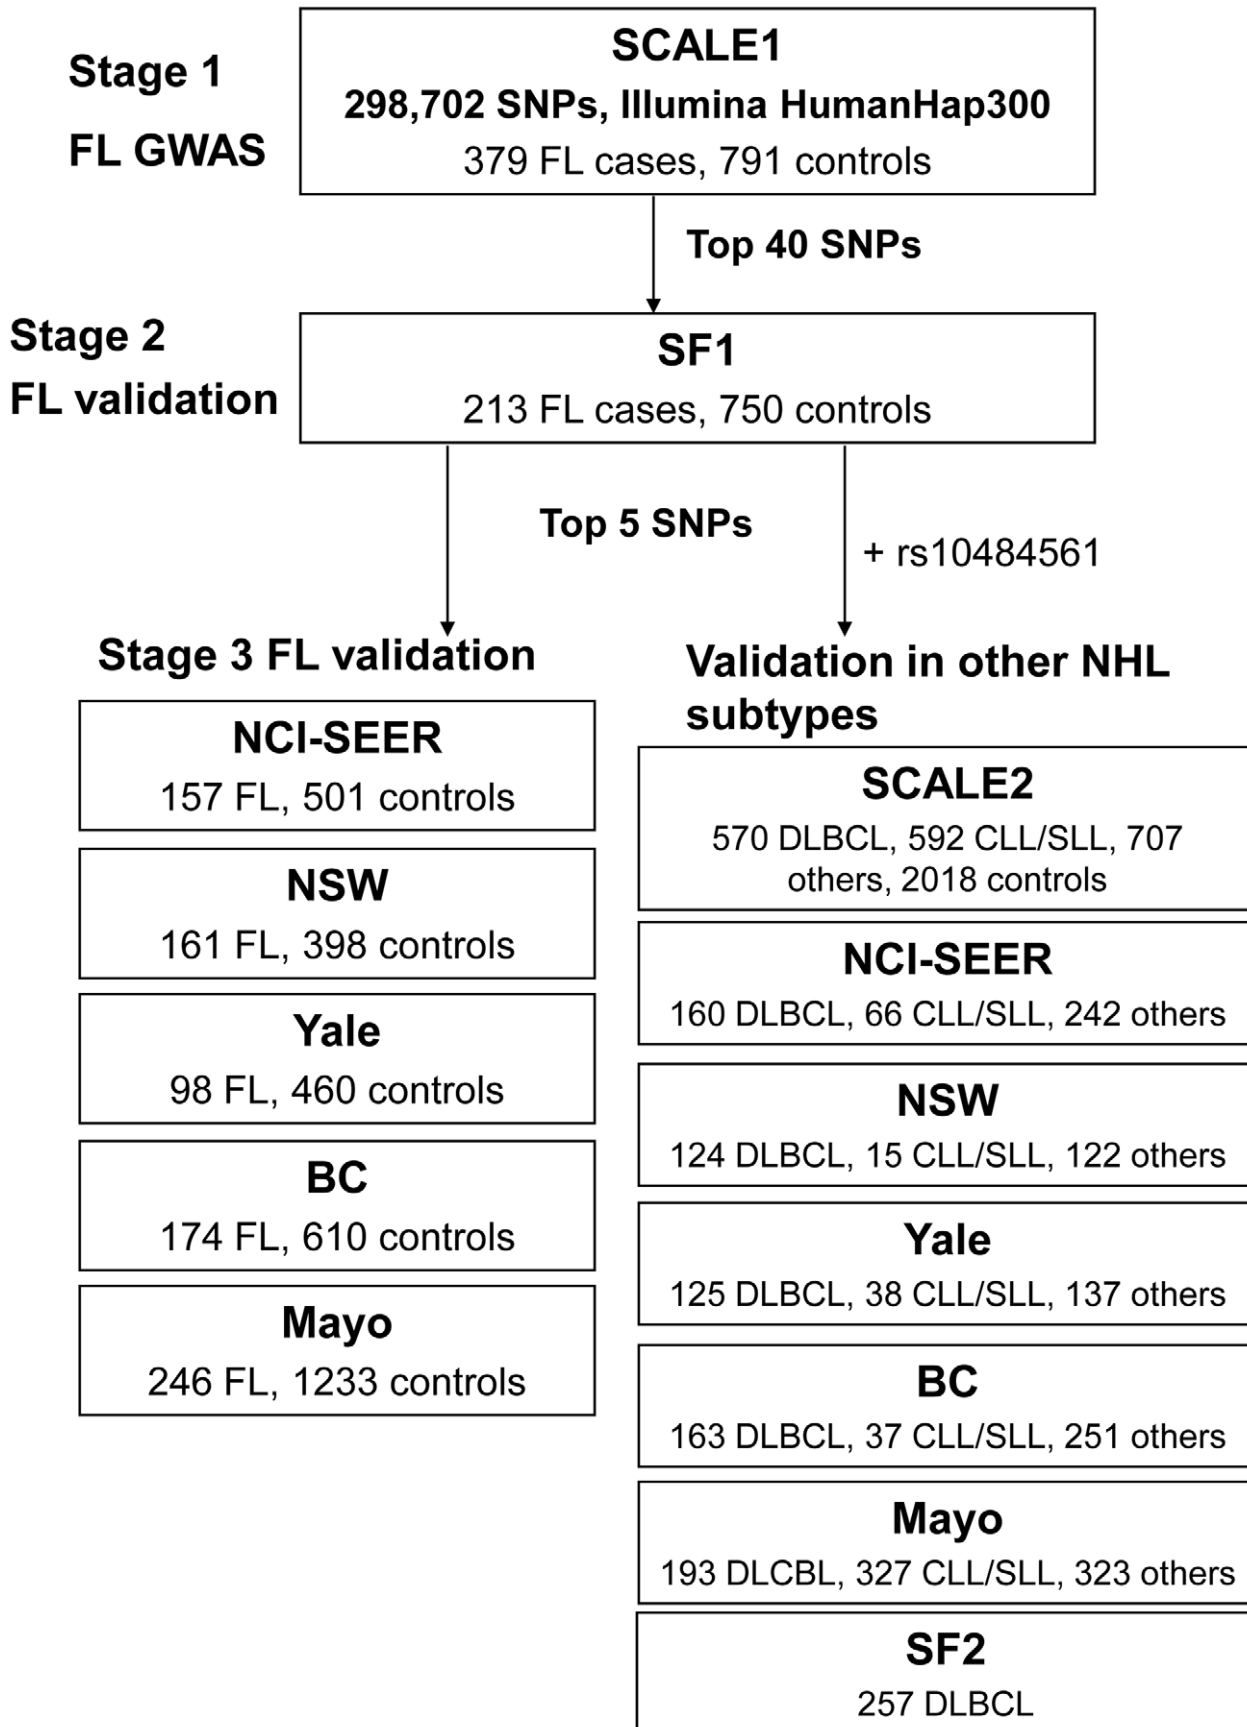 Stage 1
FL GWAS
SCALE1
298,702 SNPs, Illumina HumanHap300
379 FL cases, 791 controls
Top 40 SNPs
Stage 2
FL validation
SF1
213 FL cases, 750 controls
Top 5 SNPs
+ rs10484561
Stage 3 FL validation
NCI-SEER
157 FL, 501 controls
NSW
161 FL, 398 controls
Yale
98 FL, 460 controls
BC
174 FL, 610 controls
Mayo
246 FL, 1233 controls
Validation in other NHL
subtypes
SCALE2
570 DLBCL, 592 CLL/SLL, 707
others, 2018 controls
NCI-SEER
160 DLBCL, 66 CLL/SLL, 242 others
NSW
124 DLBCL, 15 CLL/SLL, 122 others
Yale
125 DLBCL, 38 CLL/SLL, 137 others
BC
163 DLBCL, 37 CLL/SLL, 251 others
Mayo
193 DLCBL, 327 CLL/SLL, 323 others
SF2
257 DLBCL